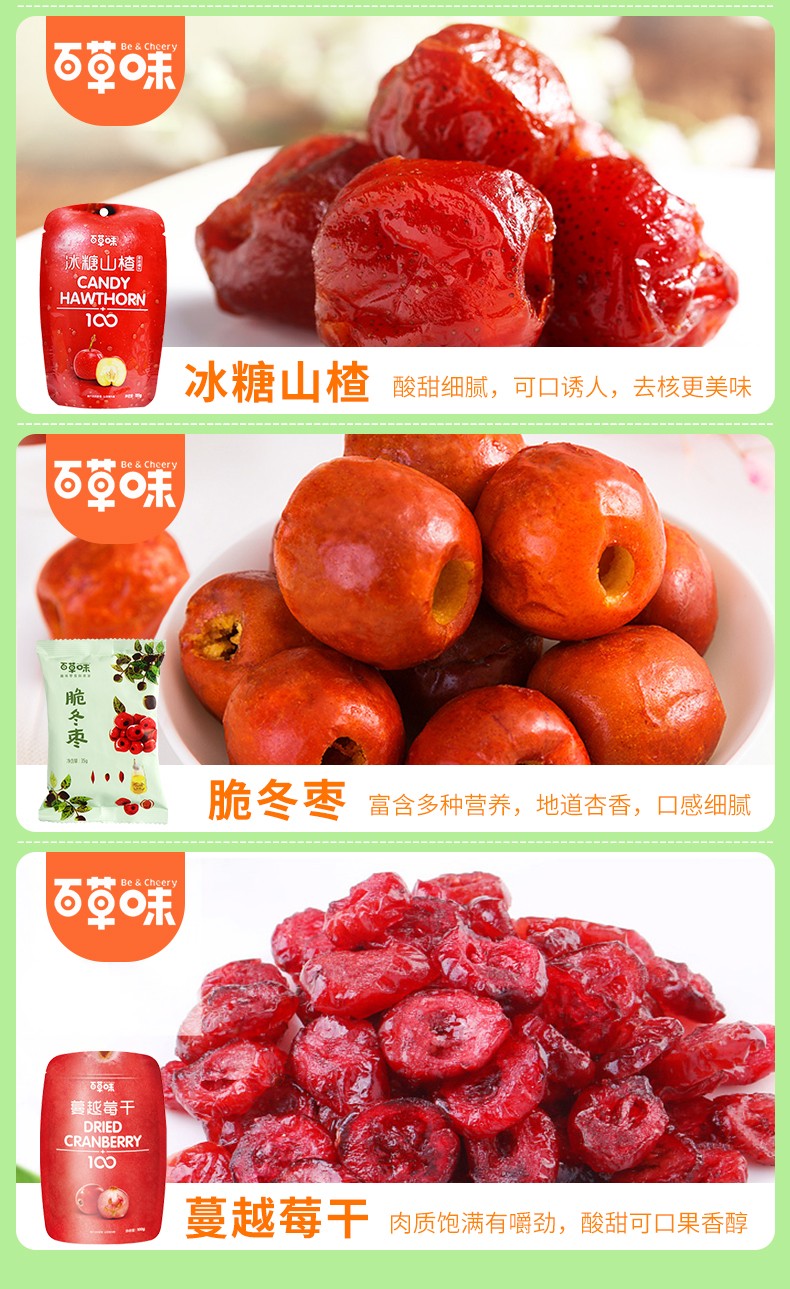 Be & Cheery
百草味
百草味
冰糖山楂
CANDY
HAWTHORN
100
冰糖山楂
酸甜细腻，可口诱人，去核更美味
Be & Cheery
百草味
百草味
脆冬枣
脆冬枣
富含多种营养，地道杏香，口感细腻
Be & Cheery
百草味
百草味
蔓越莓干
DRIED
CRANBERRY
100
蔓越莓干
肉质饱满有嚼劲，酸甜可口果香醇